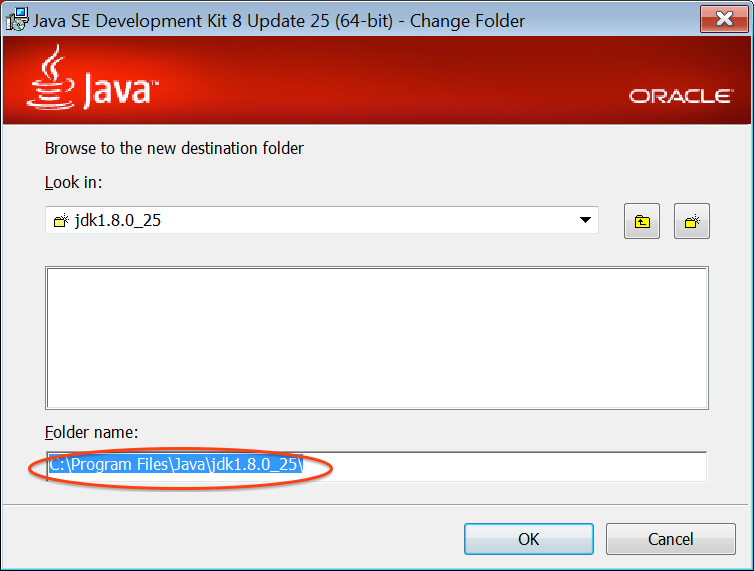 Java SE Development Kit 8 Update 25 (64-bit) - Change Folder
Java™
ORACLE®
Browse to the new destination folder
Look in:
jdk1.8.0_25
Folder name:
C:\Program Files\Java\jdk1.8.0_25\
OK Cancel